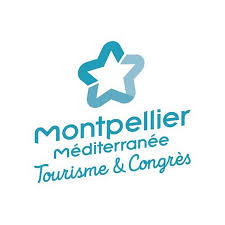 montpellier
méditerranée
Tourisme & Congrès